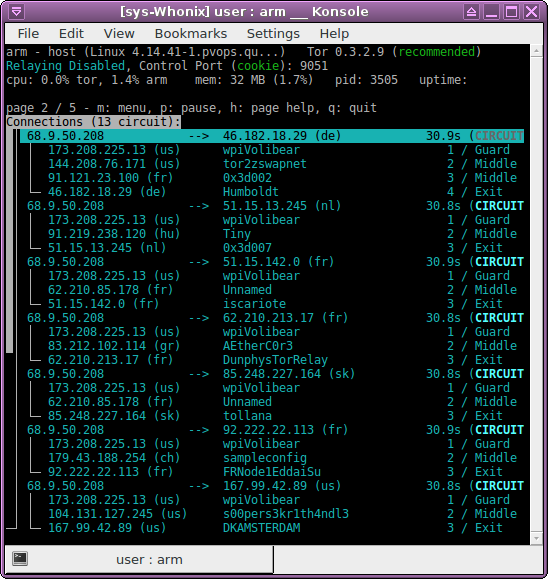 [sys-Whonix] user : arm ___ Konsole
File Edit View Bookmarks Settings Help
arm - host (Linux 4.14.41-1.pvops.qu...) Tor 0.3.2.9 (recommended)
Relaying Disabled, Control Port (cookie): 9051
cpu: 0.0% tor, 1.4% arm mem: 32 MB (1.7%) pid: 3505 uptime:
page 2 / 5 - m: menu, p: pause, h: page help, q: quit
Connections (13 circuit):
68.9.50.208 --> 46.182.18.29 (de) 30.9s (CIRCUIT
173.208.225.13 (us) wpiVolibear 1 / Guard
144.208.76.171 (us) tor2zswapnet 2 / Middle
91.121.23.100 (fr) 0x3d002 3 / Middle
46.182.18.29 (de) Humboldt 4 / Exit
68.9.50.208 --> 51.15.13.245 (nl) 30.8s (CIRCUIT
173.208.225.13 (us) wpiVolibear 1 / Guard
91.219.238.120 (hu) Tiny 2 / Middle
51.15.13.245 (nl) 0x3d007 3 / Exit
68.9.50.208 --> 51.15.142.0 (fr) 30.9s (CIRCUIT
173.208.225.13 (us) wpiVolibear 1 / Guard
62.210.85.178 (fr) Unnamed 2 / Middle
51.15.142.0 (fr) iscariote 3 / Exit
68.9.50.208 --> 62.210.213.17 (fr) 30.8s (CIRCUIT
173.208.225.13 (us) wpiVolibear 1 / Guard
83.212.102.114 (gr) AEtherC0r3 2 / Middle
62.210.213.17 (fr) DunphysTorRelay 3 / Exit
68.9.50.208 --> 85.248.227.164 (sk) 30.9s (CIRCUIT
173.208.225.13 (us) wpiVolibear 1 / Guard
62.210.85.178 (fr) Unnamed 2 / Middle
85.248.227.164 (sk) tollana 3 / Exit
68.9.50.208 --> 92.222.22.113 (fr) 30.9s (CIRCUIT
173.208.225.13 (us) wpiVolibear 1 / Guard
179.43.188.254 (ch) sampleconfig 2 / Middle
92.222.22.113 (fr) FRNode1EddaiSu 3 / Exit
68.9.50.208 --> 167.99.42.89 (us) 30.8s (CIRCUIT
173.208.225.13 (us) wpiVolibear 1 / Guard
104.131.127.245 (us) s00pers3kr1th4ndl3 2 / Middle
167.99.42.89 (us) DKAMSTERDAM 3 / Exit
user : arm